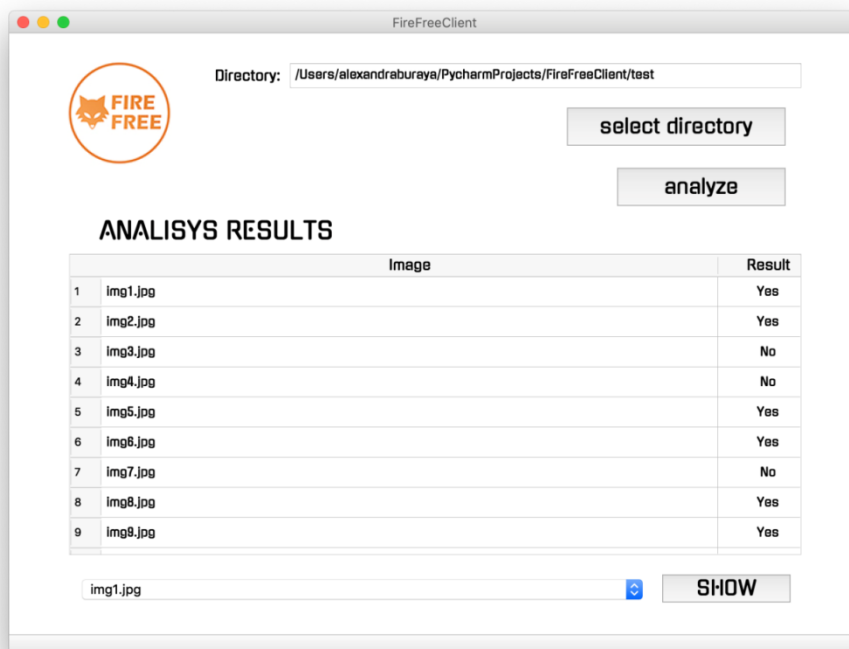 FireFreeClient
FIRE
FREE
Directory: /Users/alexandraburaya/PycharmProjects/FireFreeClient/test
select directory
analyze
ANALISYS RESULTS
Image Result
1 img1.jpg Yes
2 img2.jpg Yes
3 img3.jpg No
4 img4.jpg No
5 img5.jpg Yes
6 img6.jpg Yes
7 img7.jpg No
8 img8.jpg Yes
9 img9.jpg Yes
img1.jpg SHOW